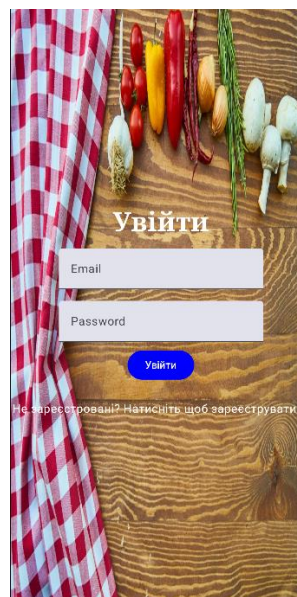 Увійти
Email
Password
Увійти
Не зареєстровані? Натисніть щоб зареєструвати